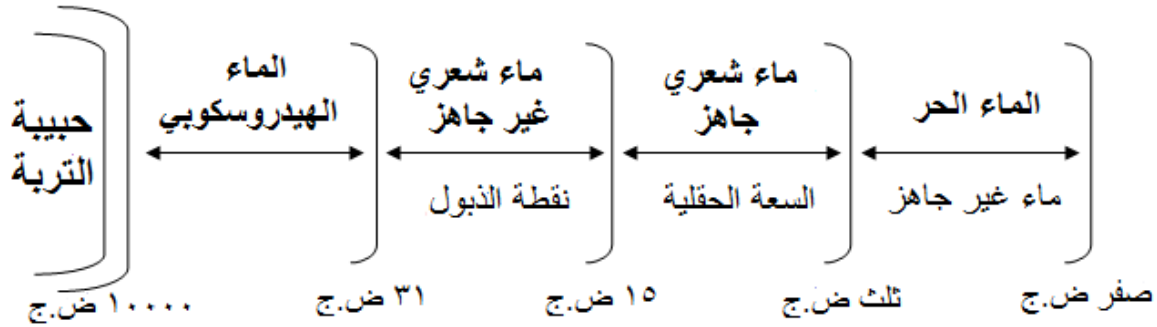 الماء
الهيدروسكوبي
ماء شعري
غير جاهز
ماء شعري
جاهز
الماء الحر
حبيبة
التربة
نقطة الذبول
السعة الحقلية
ماء غير جاهز
١٠٠٠٠ ض.ج
٣١ ض.ج
١٥ ض.ج
ثلث ض.ج
صفر ض.ج